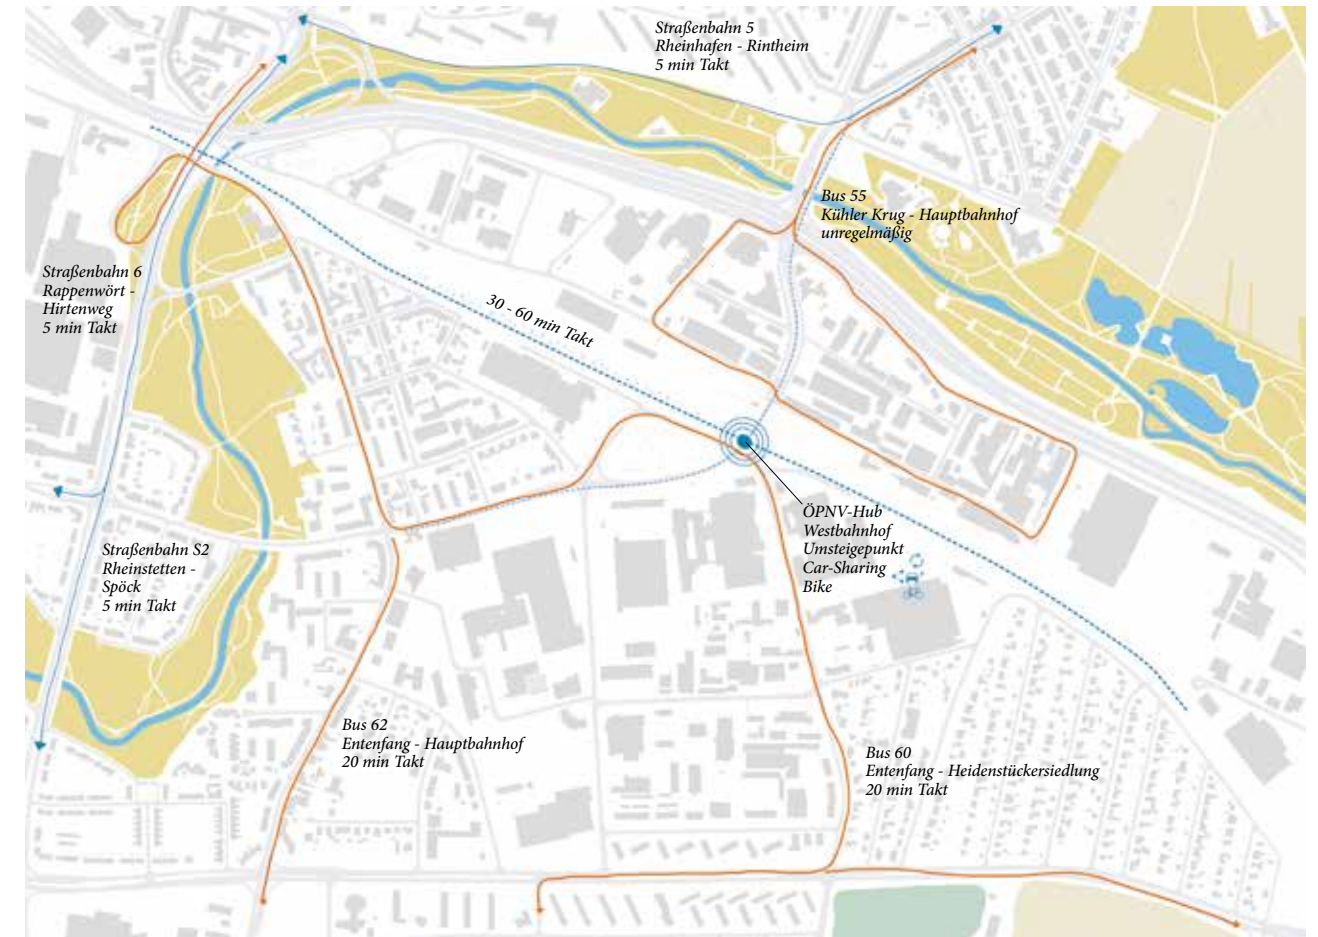 Straßenbahn 5
Rheinhafen - Rintheim
5 min Takt
Bus 55
Kühler Krug - Hauptbahnhof
unregelmäßig
Straßenbahn 6
Rappenwört -
Hirtenweg
5 min Takt
30 - 60 min Takt
ÖPNV-Hub
Westbahnhof
Umsteigepunkt
Car-Sharing
Bike
Straßenbahn S2
Rheinstetten -
Spöck
5 min Takt
Bus 62
Entenfang - Hauptbahnhof
20 min Takt
Bus 60
Entenfang - Heidenstückersiedlung
20 min Takt